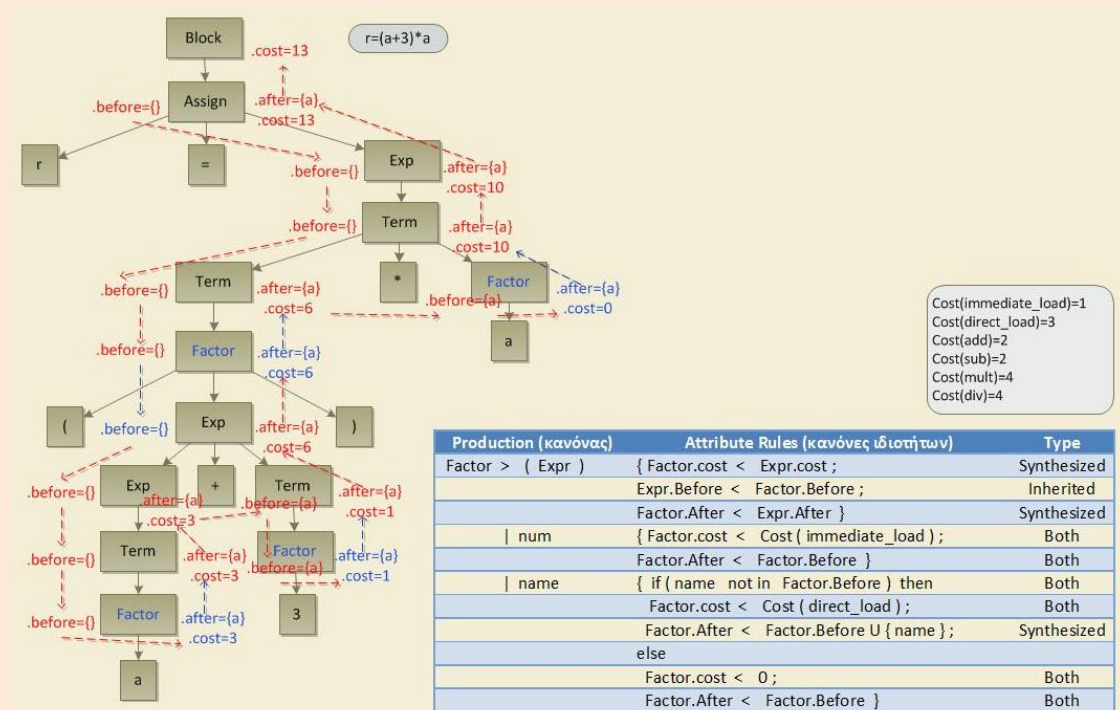 Block
r=(a+3)*a
.cost=13
.before={}
Assign
.after={a}
.cost=13
r
=
Exp
.before={}
.after={a}
.cost=10
.before={}
Term
.after={a}
.cost=10
.before={}
Term
.after={a}
.cost=6
*
.before={a}
Factor
.after={a}
.cost=0
a
.before={}
Factor
.after={a}
.cost=6
(
.before={}
Exp
.after={a}
.cost=6
)
.before={}
Exp
.after={a}
.cost=3
+
.before={a}
Term
.after={a}
.cost=1
.before={}
Term
.after={a}
.cost=3
.before={a}
Factor
.after={a}
.cost=1
.before={}
Factor
.after={a}
.cost=3
3
a
Cost(immediate_load)=1
Cost(direct_load)=3
Cost(add)=2
Cost(sub)=2
Cost(mult)=4
Cost(div)=4
Production (κανόνας) Attribute Rules (κανόνες ιδιοτήτων) Type
Factor > ( Expr ) { Factor.cost < Expr.cost ; Synthesized
Expr.Before < Factor.Before ; Inherited
Factor.After < Expr.After } Synthesized
| num { Factor.cost < Cost ( immediate_load ) ; Both
Factor.After < Factor.Before } Both
| name { if ( name not in Factor.Before ) then Both
Factor.cost < Cost ( direct_load ) ; Both
Factor.After < Factor.Before U { name } ; Synthesized
else
Factor.cost < 0 ; Both
Factor.After < Factor.Before } Both